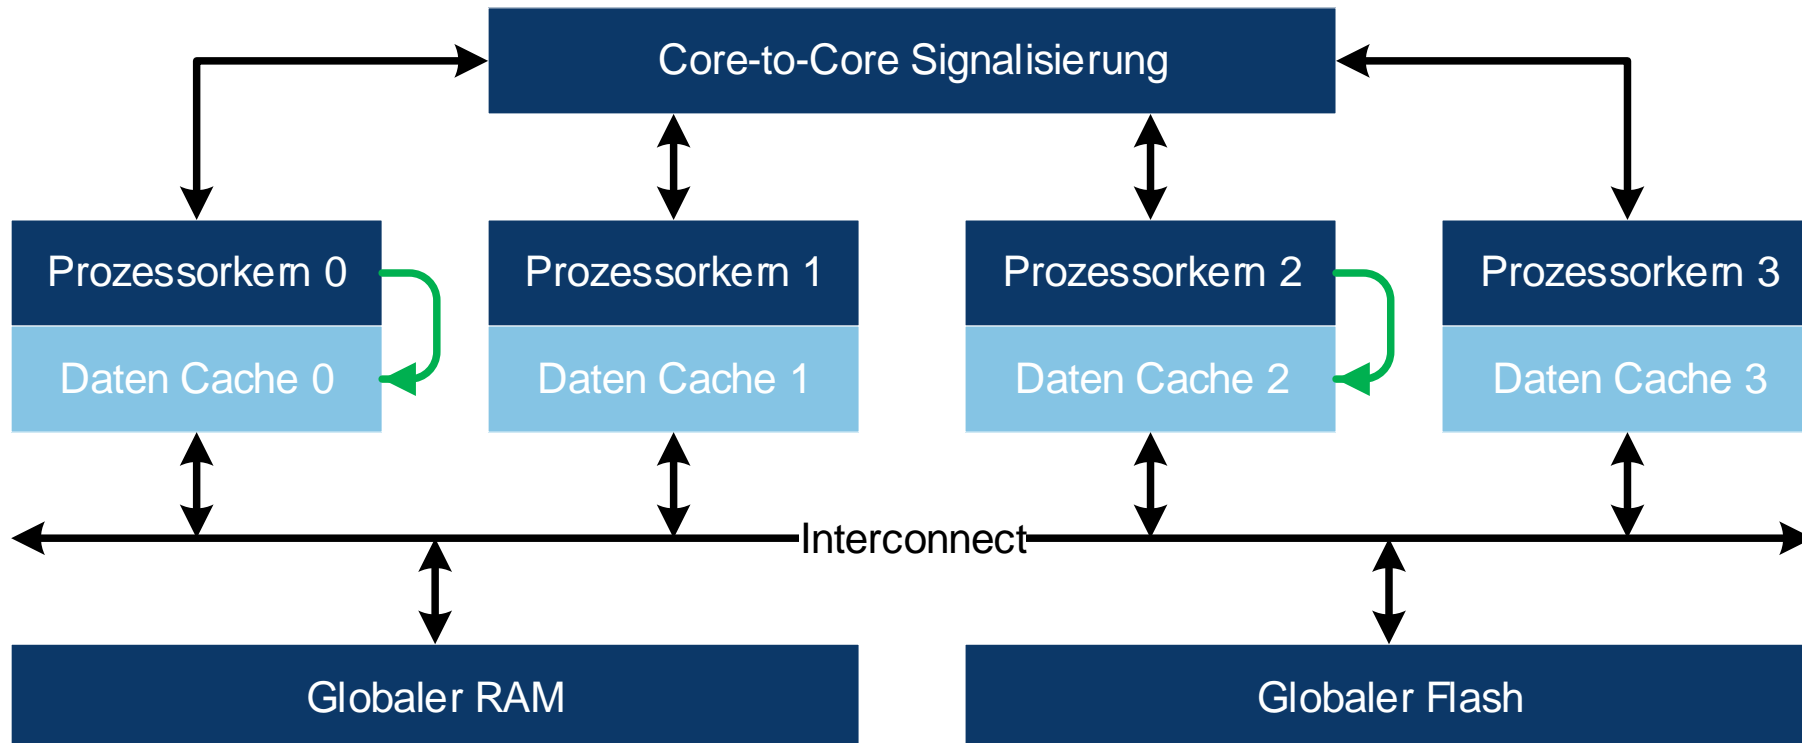 Core-to-Core Signalisierung
Prozessorkern 0
Prozessorkern 1
Prozessorkern 2
Prozessorkern 3
Daten Cache 0
Daten Cache 1
Daten Cache 2
Daten Cache 3
Interconnect
Globaler RAM
Globaler Flash